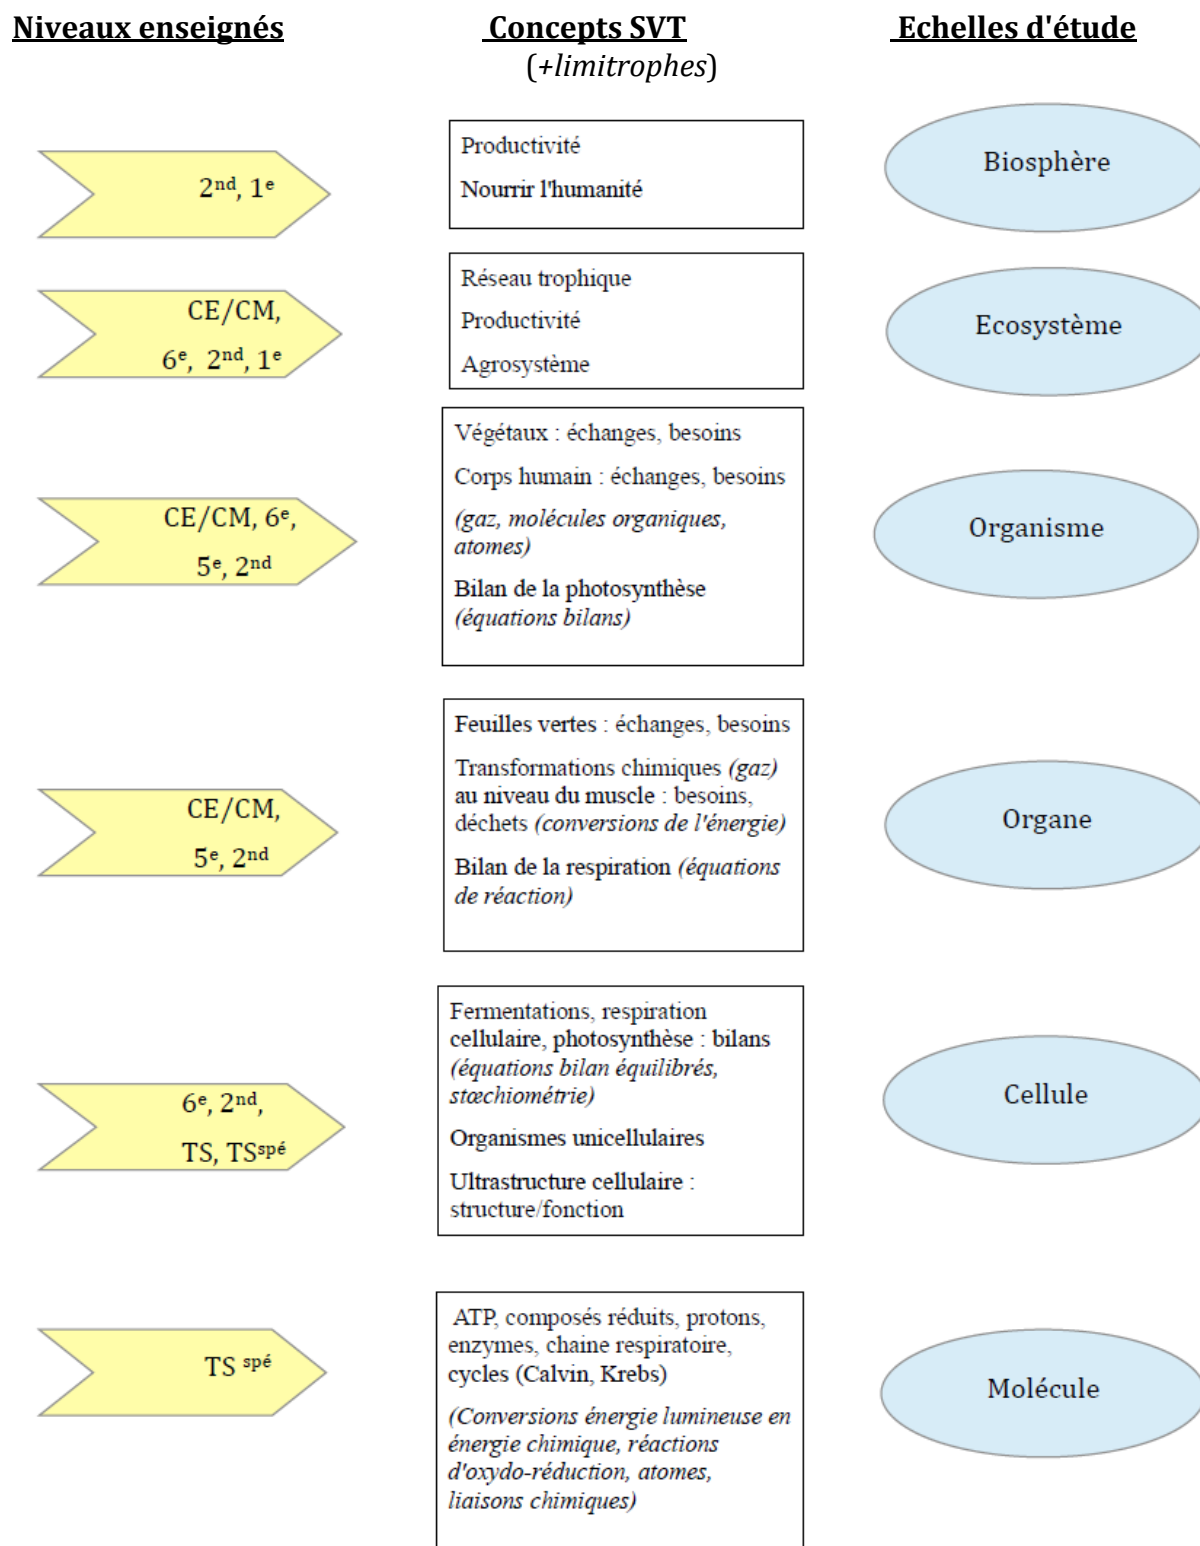 Niveaux enseignés
Concepts SVT
(+limitrophes)
Echelles d'étude
2nd, 1e
Productivité
Nourrir l'humanité
Biosphère
CE/CM,
6e, 2nd, 1e
Réseau trophique
Productivité
Agrosystème
Ecosystème
CE/CM, 6e,
5e, 2nd
Végétaux : échanges, besoins
Corps humain : échanges, besoins
(gaz, molécules organiques,
atomes)
Bilan de la photosynthèse
(équations bilans)
Organisme
CE/CM,
5e, 2nd
Feuilles vertes : échanges, besoins
Transformations chimiques (gaz)
au niveau du muscle : besoins,
déchets (conversions de l'énergie)
Bilan de la respiration (équations
de réaction)
Organe
6e, 2nd,
TS, TSspé
Fermentations, respiration
cellulaire, photosynthèse : bilans
(équations bilan équilibrés,
stœchiométrie)
Organismes unicellulaires
Ultrastructure cellulaire :
structure/fonction
Cellule
TS spé
ATP, composés réduits, protons,
enzymes, chaine respiratoire,
cycles (Calvin, Krebs)
(Conversions énergie lumineuse en
énergie chimique, réactions
d'oxydo-réduction, atomes,
liaisons chimiques)
Molécule